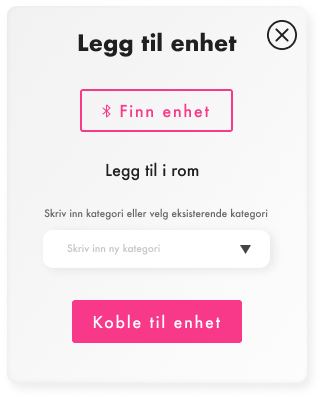 Legg til enhet
Finn enhet
Legg til i rom
Skriv inn kategori eller velg eksisterende kategori
Skriv inn ny kategori
Koble til enhet